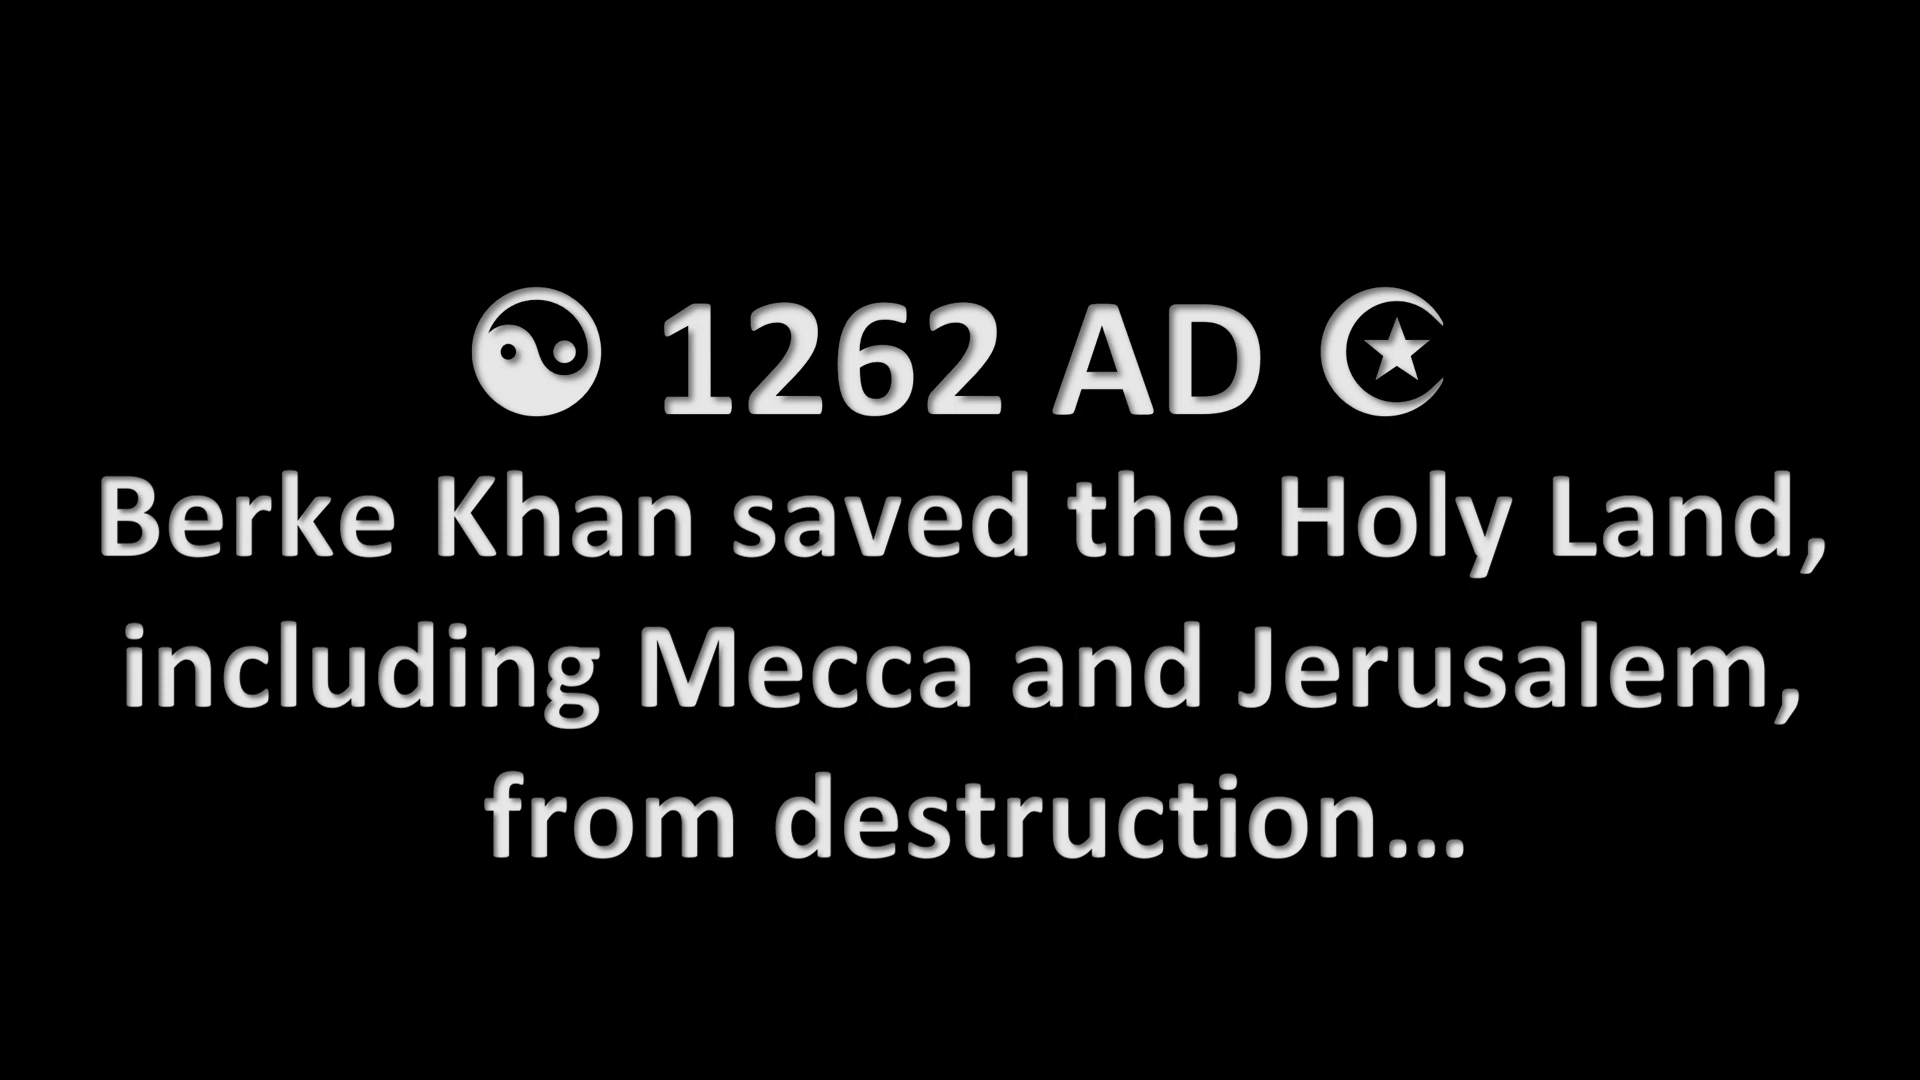 ☯ 1262 AD ☪
Berke Khan saved the Holy Land,
including Mecca and Jerusalem,
from destruction…